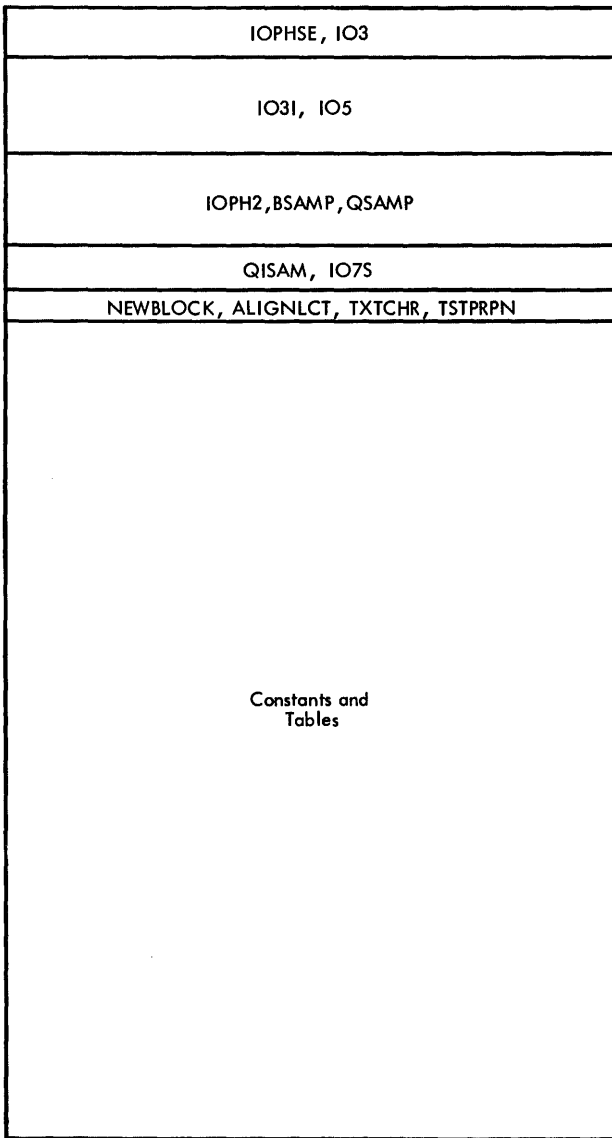 IOPHSE, IO3
IO3I, IO5
IOPH2,BSAMP,QSAMP
QISAM, IO7S
NEWBLOCK, ALIGNLCT, TXTCHR, TSTPRPN
Constants and
Tables